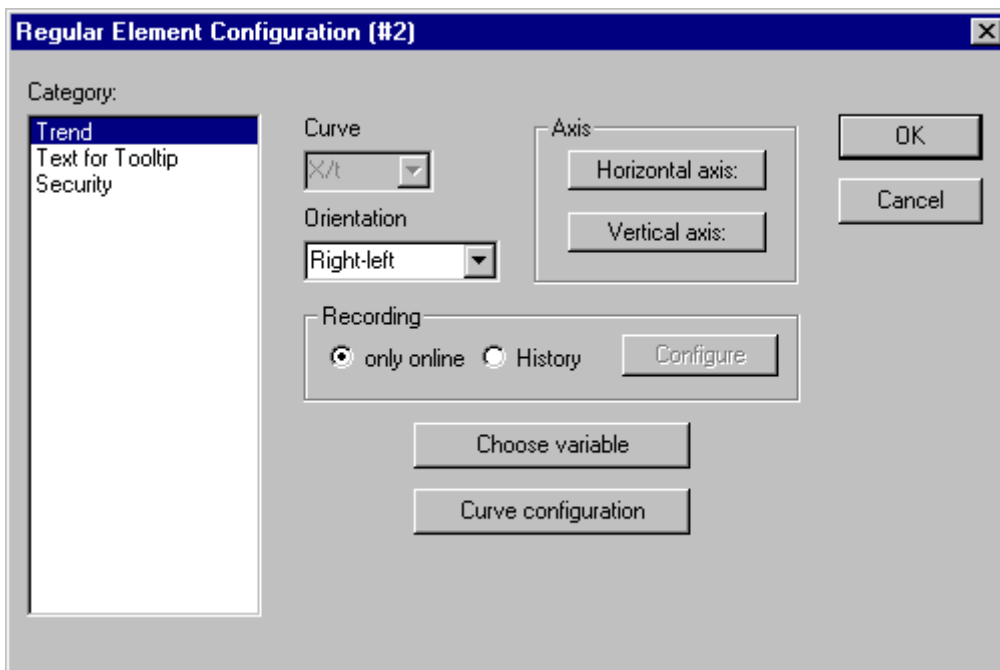 Regular Element Configuration (#2)
Category:
Trend
Text for Tooltip
Security
Curve
X/t
Orientation
Right-left
Axis
Horizontal axis:
Vertical axis:
Recording
only online
History
Configure
Choose variable
Curve configuration
OK
Cancel